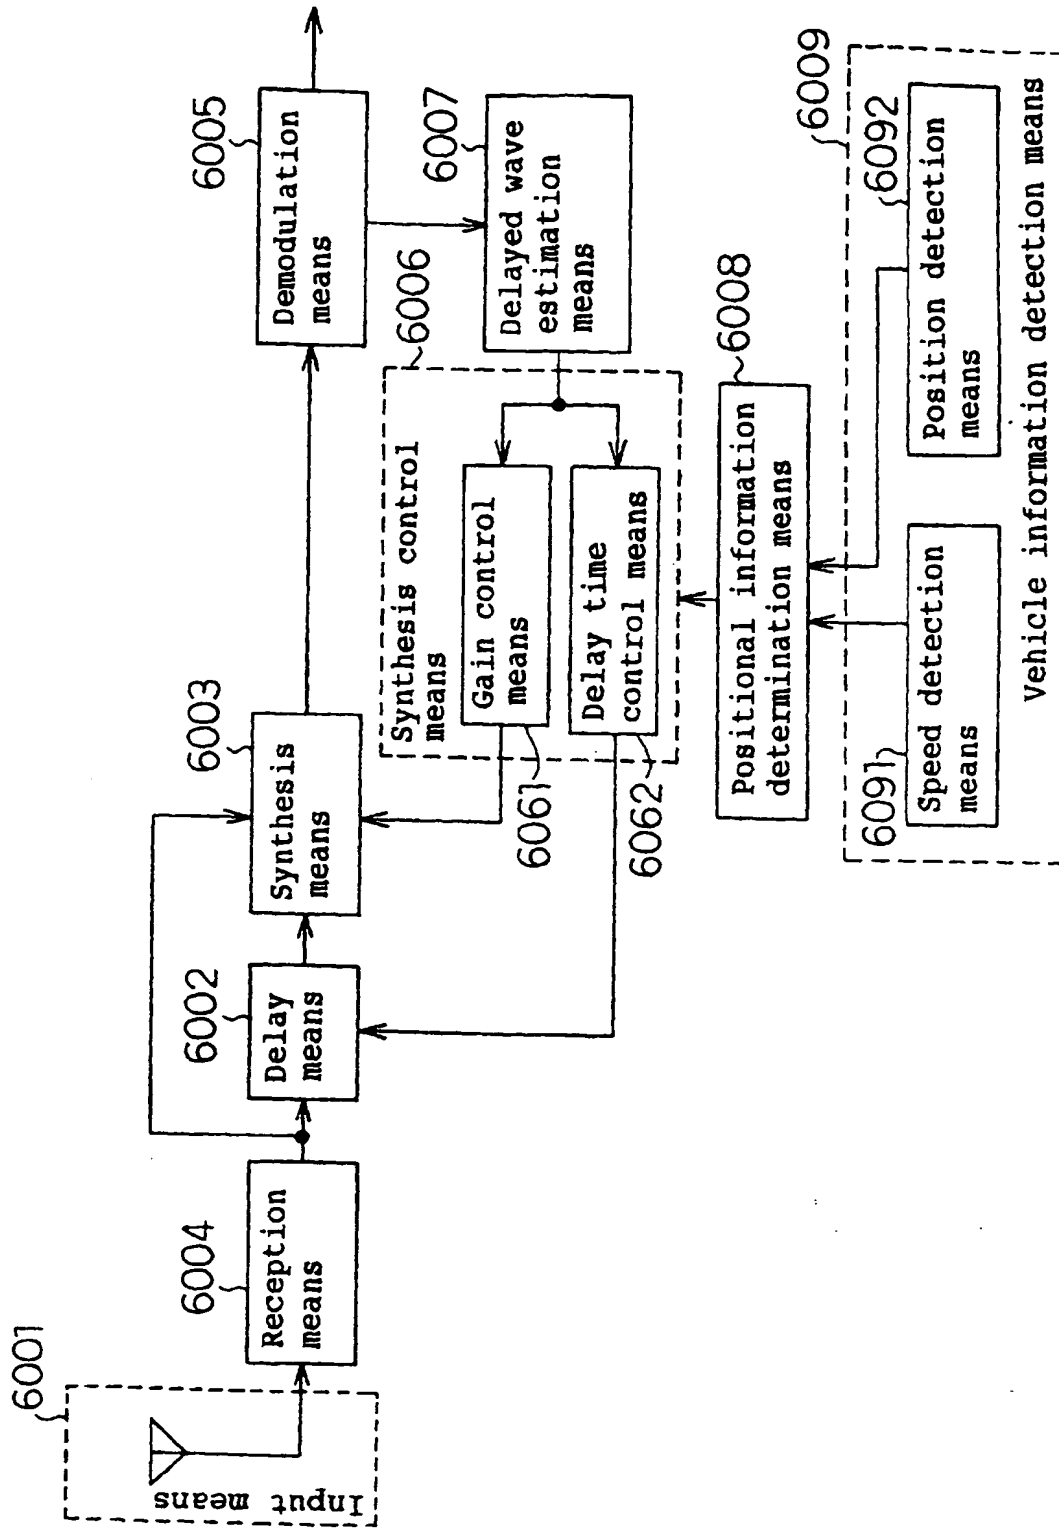 6001
Input means
6004
Reception
means
6002
Delay
means
6003
Synthesis
means
6005
Demodulation
means
6006
Synthesis control
means
Gain control
means
6061
Delay time
control means
6062
6007
Delayed wave
estimation
means
6008
Positional information
determination means
6009
6091
Speed detection
means
6092
Position detection
means
Vehicle information detection means